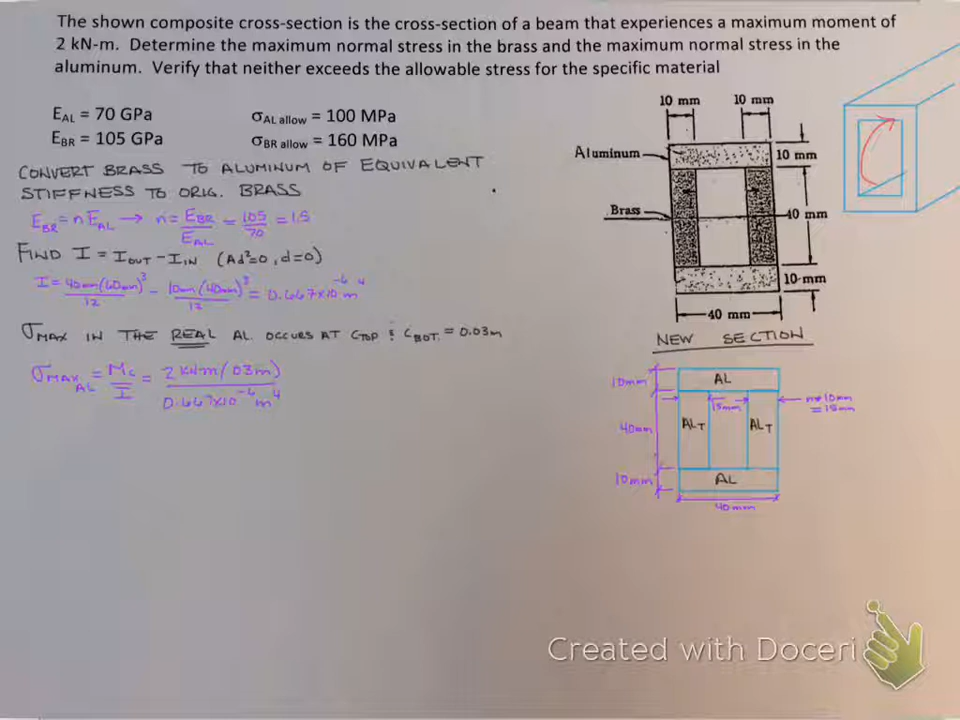 The shown composite cross-section is the cross-section of a beam that experiences a maximum moment of
2 kN-m. Determine the maximum normal stress in the brass and the maximum normal stress in the
aluminum. Verify that neither exceeds the allowable stress for the specific material
E_AL = 70 GPa σ_AL allow = 100 MPa
E_BR = 105 GPa σ_BR allow = 160 MPa
CONVERT BRASS TO ALUMINUM OF EQUIVALENT
STIFFNESS TO ORIG. BRASS
E_BR = n E_AL → n = E_BR/E_AL = 105/70 = 1.5
FIND I = I_OUT - I_IN (Ad²=0, d=0)
I = 40mm(60mm)³/12 - 10mm(40mm)³/12 = 0.667x10⁻⁶ m⁴
σ_MAX IN THE REAL AL. OCCURS AT C_TOP & C_BOT. = 0.03m
σ_MAX AL = Mc/I = 2 kNm(.03m)/0.667x10⁻⁶ m⁴
10 mm 10 mm
Aluminum
10 mm
Brass
40 mm
10 mm
40 mm
NEW SECTION
10mm
AL
15mm
n*10mm
= 15mm
40mm
AL_T AL_T
10mm
AL
40mm
Created with Doceri